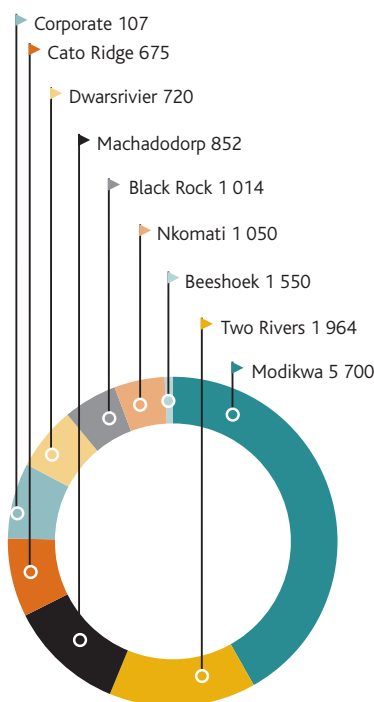 Corporate 107
Cato Ridge 675
Dwarsrivier 720
Machadodorp 852
Black Rock 1 014
Nkomati 1 050
Beeshoek 1 550
Two Rivers 1 964
Modikwa 5 700